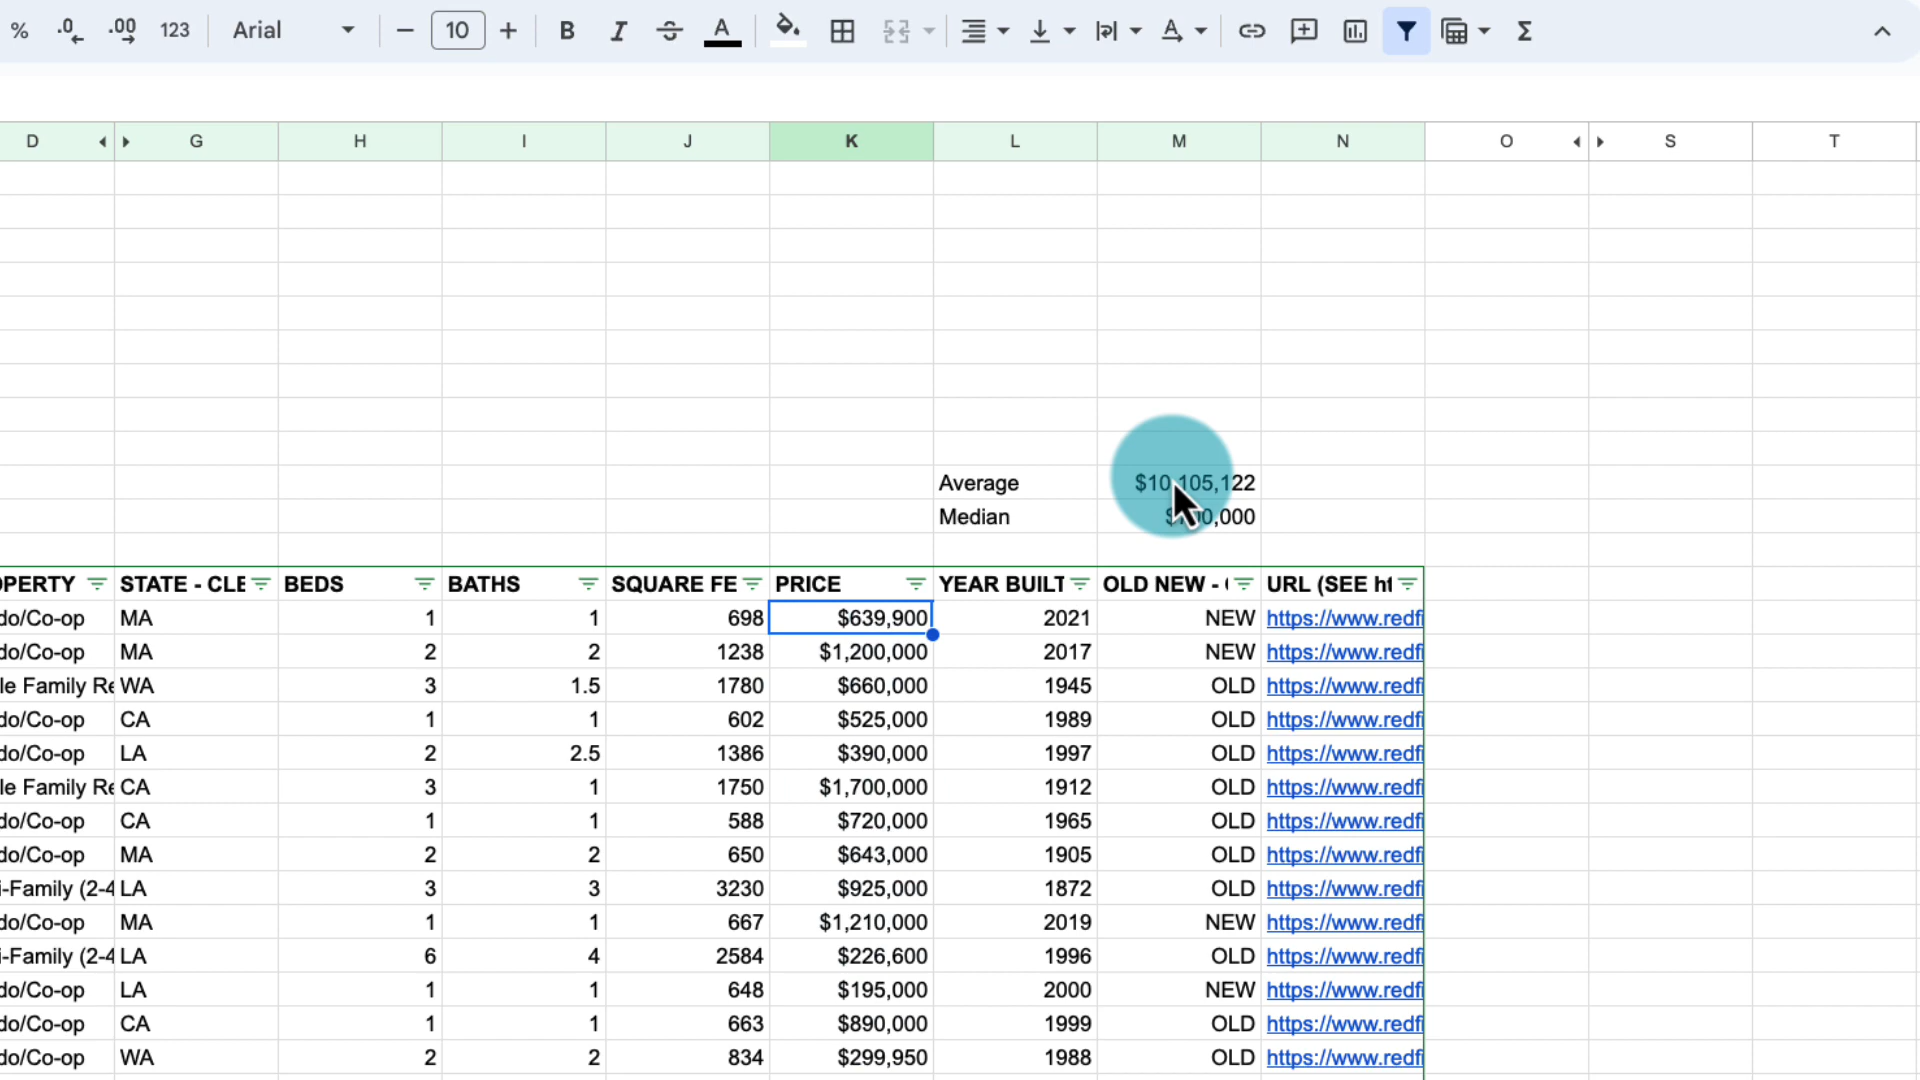 % .0 .00 123 Arial 10 B I S A Σ
D G H I J K L M N O S T
Average $10,105,122
Median ,000
PERTY STATE - CLE BEDS BATHS SQUARE FE PRICE YEAR BUILT OLD NEW - URL (SEE ht
do/Co-op MA 1 1 698 $639,900 2021 NEW https://www.redfi
do/Co-op MA 2 2 1238 $1,200,000 2017 NEW https://www.redfi
le Family Re WA 3 1.5 1780 $660,000 1945 OLD https://www.redfi
do/Co-op CA 1 1 602 $525,000 1989 OLD https://www.redfi
do/Co-op LA 2 2.5 1386 $390,000 1997 OLD https://www.redfi
le Family Re CA 3 1 1750 $1,700,000 1912 OLD https://www.redfi
do/Co-op CA 1 1 588 $720,000 1965 OLD https://www.redfi
do/Co-op MA 2 2 650 $643,000 1905 OLD https://www.redfi
i-Family (2-4 LA 3 3 3230 $925,000 1872 OLD https://www.redfi
do/Co-op MA 1 1 667 $1,210,000 2019 NEW https://www.redfi
i-Family (2-4 LA 6 4 2584 $226,600 1996 OLD https://www.redfi
do/Co-op LA 1 1 648 $195,000 2000 NEW https://www.redfi
do/Co-op CA 1 1 663 $890,000 1999 OLD https://www.redfi
do/Co-op WA 2 2 834 $299,950 1988 OLD https://www.redfi